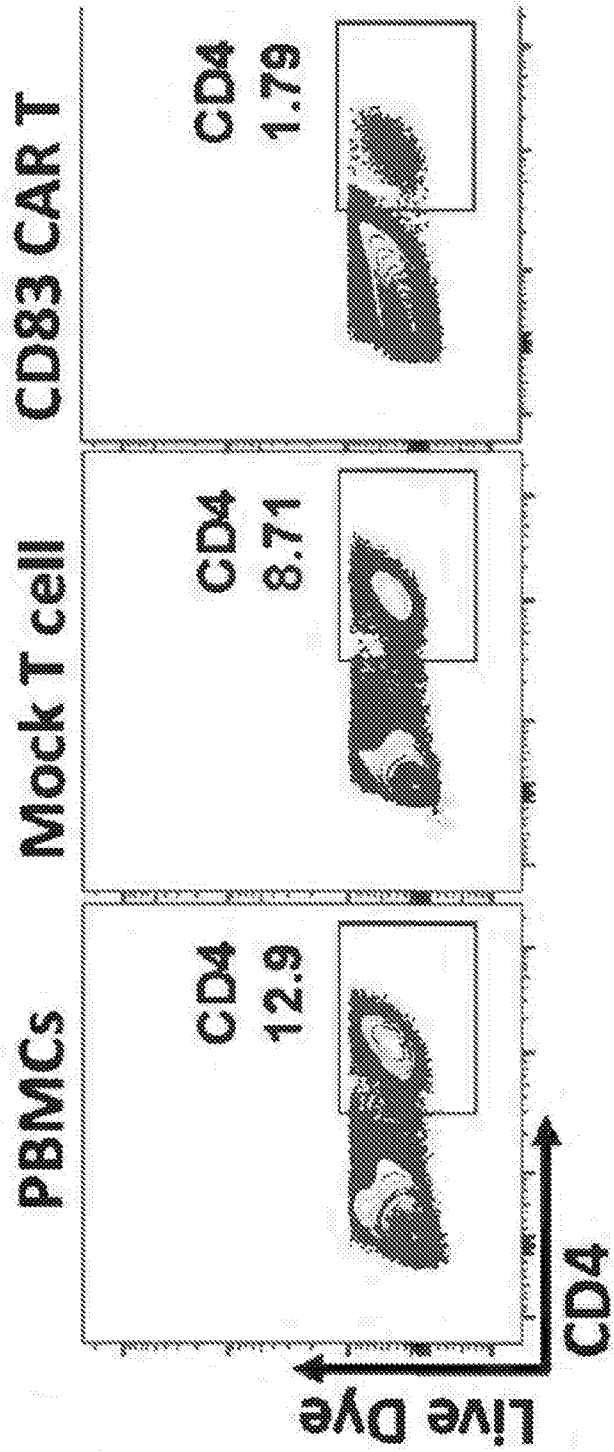 PBMCs
Mock T cell
CD83 CAR T
CD4
12.9
CD4
8.71
CD4
1.79
Live Dye
CD4